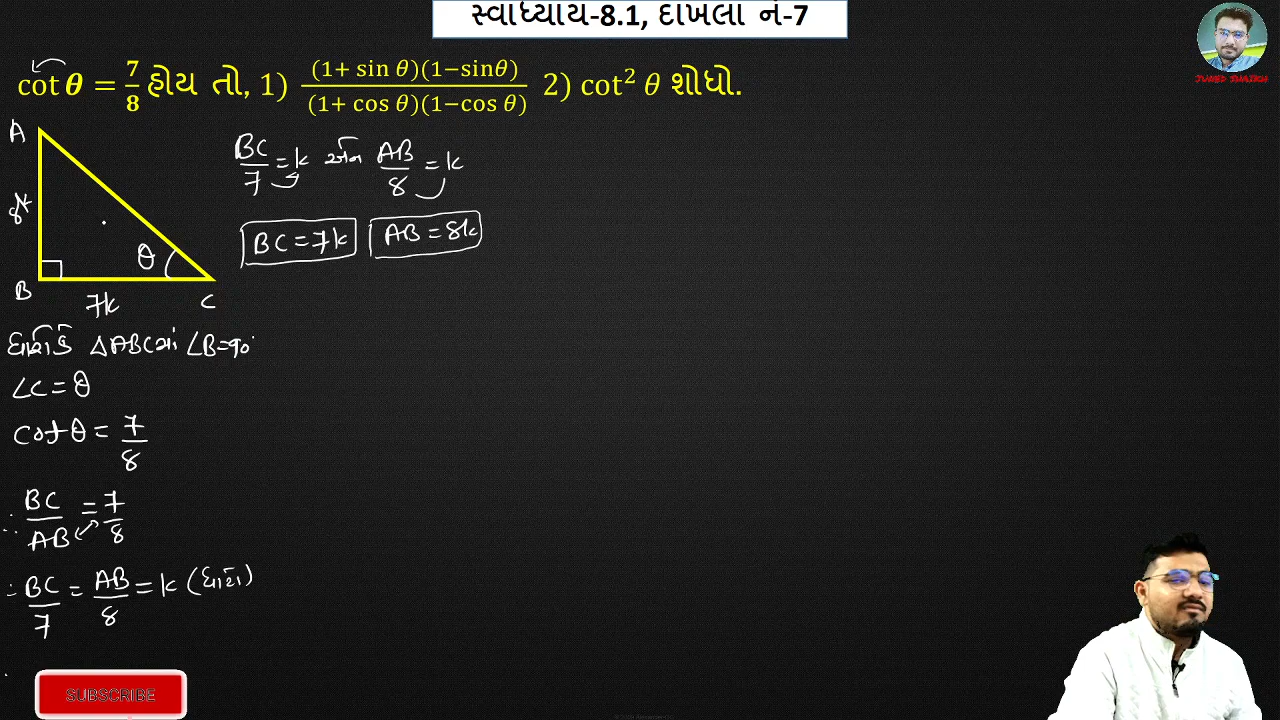 સ્વાધ્યાય-8.1, દાખલા નં-7
cot θ = 7/8 હોય તો, 1) (1+ sin θ)(1−sinθ)/(1+ cos θ)(1−cos θ) 2) cot² θ શોધો.
A
8k
θ
B
7k
C
BC/7 = k અને AB/8 = k
BC = 7k AB = 8k
ધારોકે △ABCમાં ∠B=90°
∠C = θ
cot θ = 7/8
∴ BC/AB = 7/8
∴ BC/7 = AB/8 = k (ધારો)
SUBSCRIBE